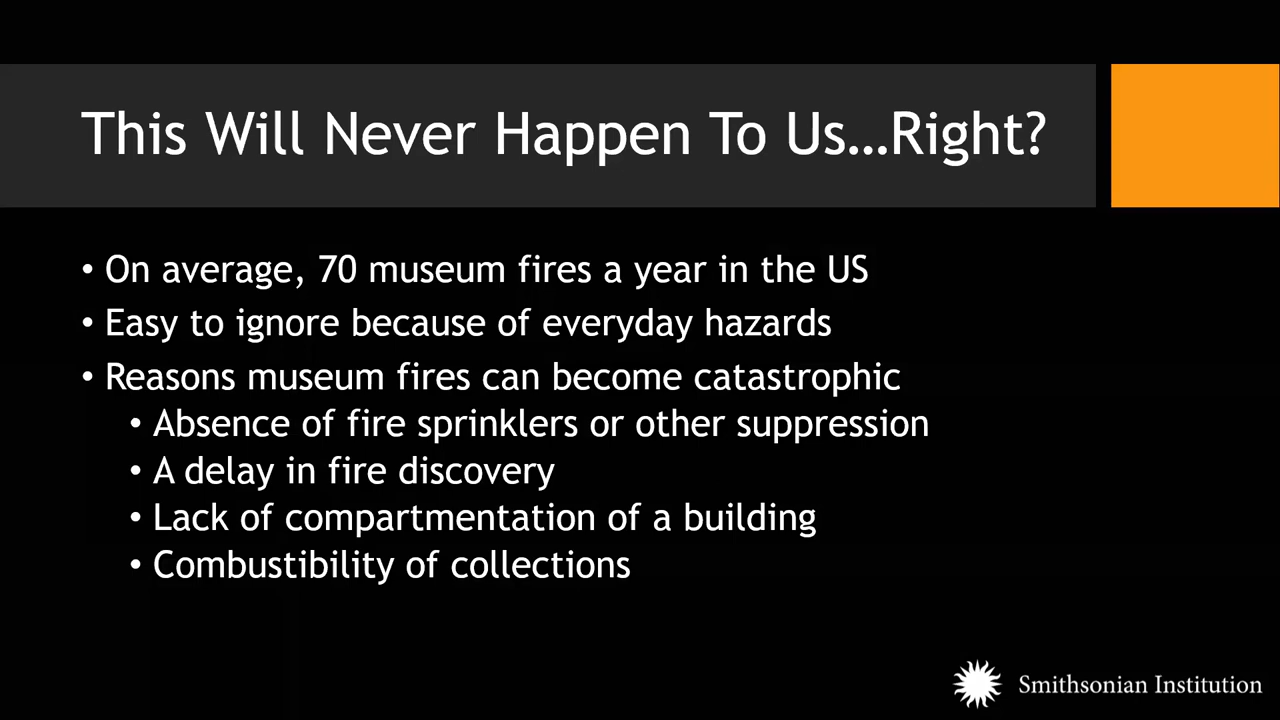 This Will Never Happen To Us...Right?
• On average, 70 museum fires a year in the US
• Easy to ignore because of everyday hazards
• Reasons museum fires can become catastrophic
• Absence of fire sprinklers or other suppression
• A delay in fire discovery
• Lack of compartmentation of a building
• Combustibility of collections
Smithsonian Institution